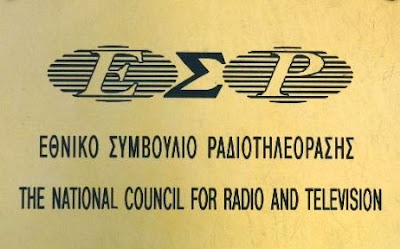 ΕΣΡ
ΕΘΝΙΚΟ ΣΥΜΒΟΥΛΙΟ ΡΑΔΙΟΤΗΛΕΟΡΑΣΗΣ
THE NATIONAL COUNCIL FOR RADIO AND TELEVISION